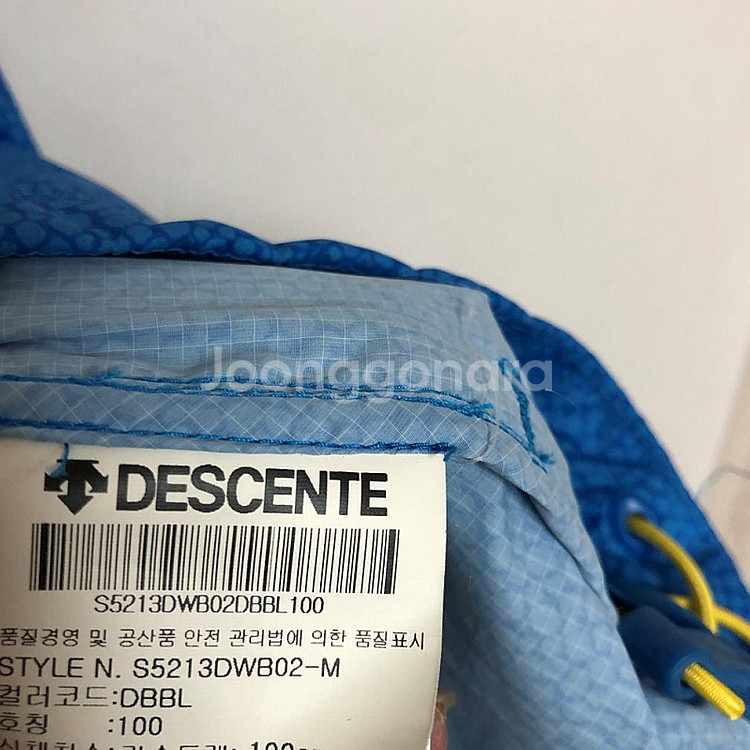 Joonggonara
DESCENTE
S5213DWB02DBBL100
품질경영 및 공산품 안전 관리법에 의한 품질표시
STYLE N. S5213DWB02-M
컬러코드:DBBL
호칭 :100